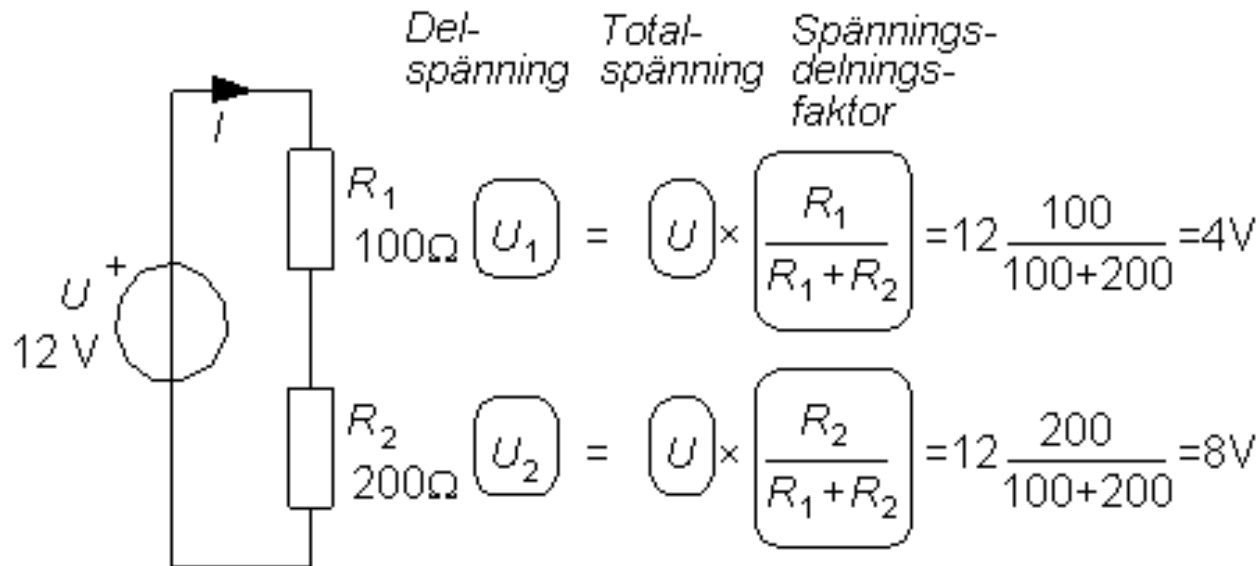 Del-
spänning
Total-
spänning
Spännings-
delnings-
faktor
I
U +
12 V
R1
100Ω
U1 = U × R1 / (R1+R2) =12 100 / (100+200) =4V
R2
200Ω
U2 = U × R2 / (R1+R2) =12 200 / (100+200) =8V